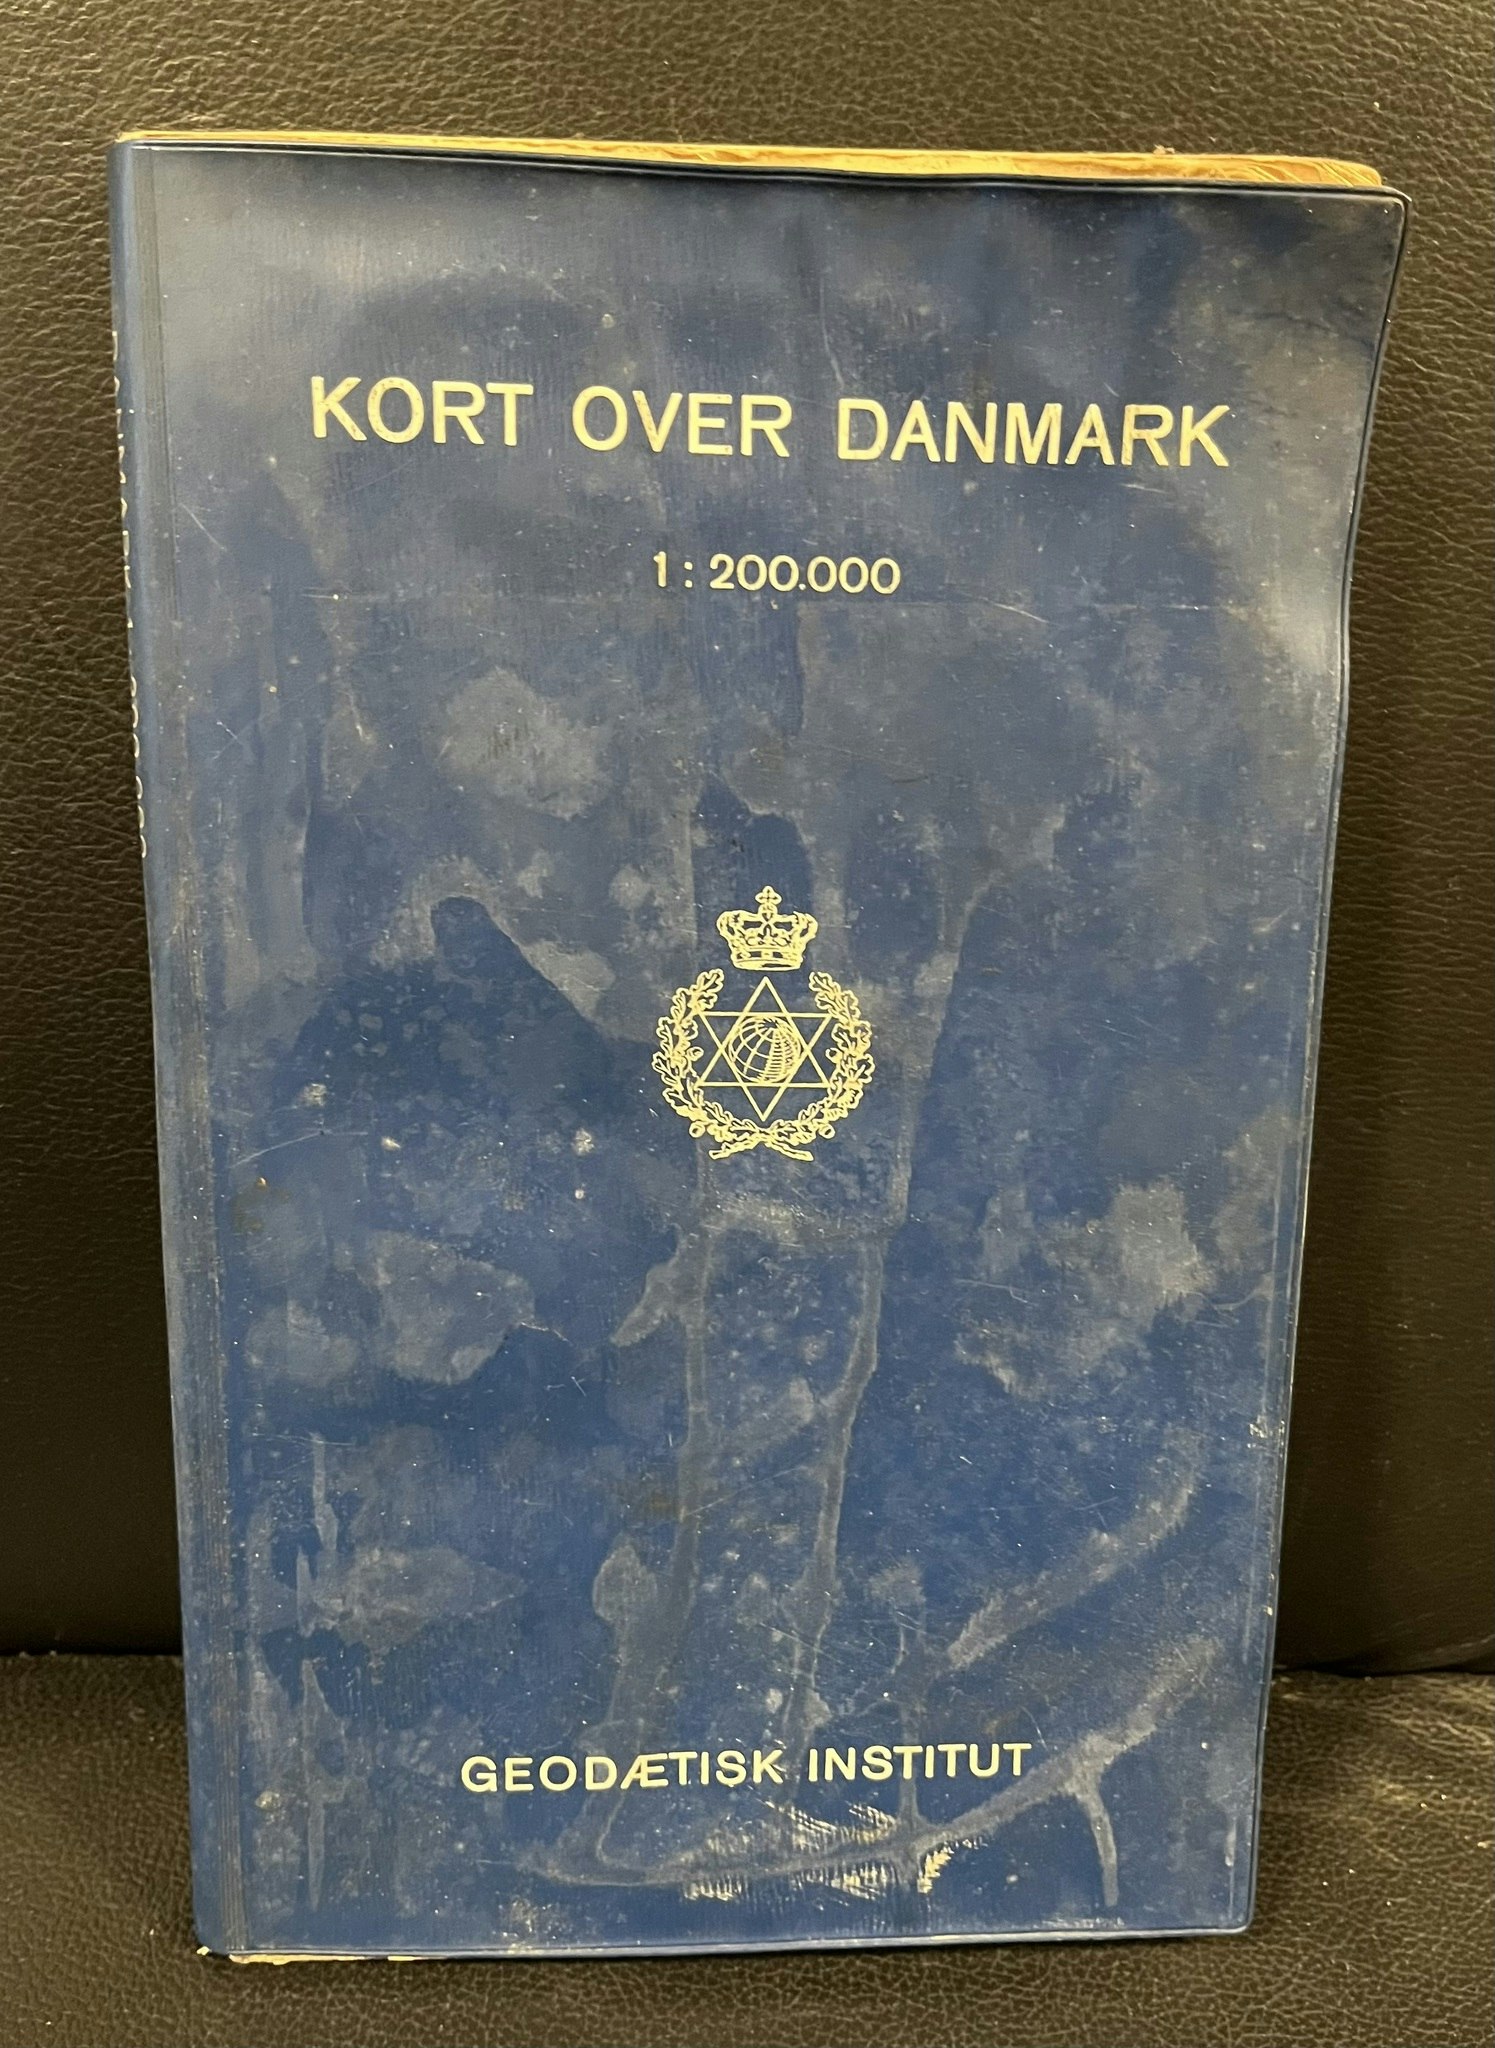 KORT OVER DANMARK
1 : 200.000
GEODÆTISK INSTITUT